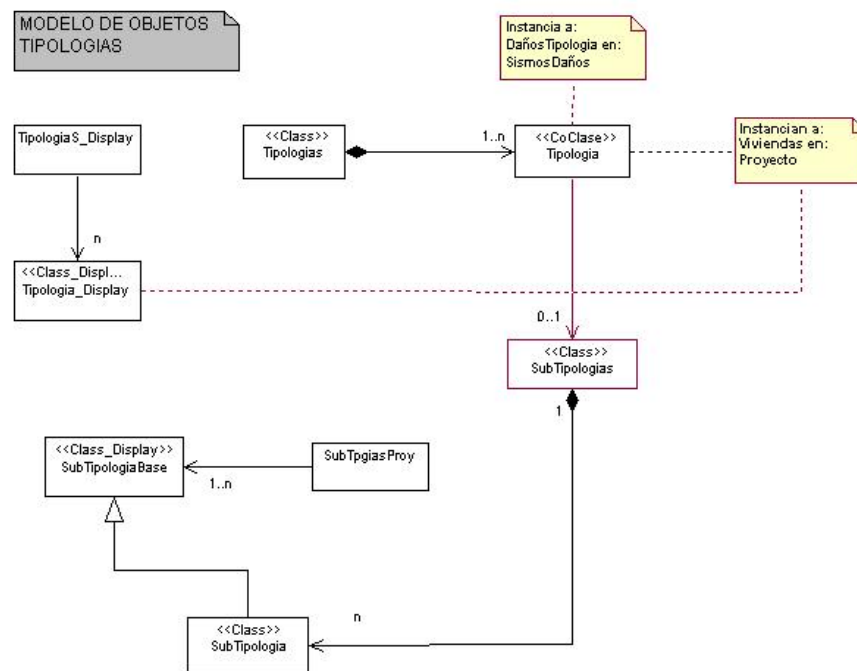 MODELO DE OBJETOS
TIPOLOGIAS
Instancia a:
DañosTipologia en:
SismosDaños
TipologiaS_Display
<<Class>>
Tipologias
1..n
<<CoClase>>
Tipologia
Instancian a:
Viviendas en:
Proyecto
n
<<Class_Displ...
Tipologia_Display
0..1
<<Class>>
SubTipologias
1
<<Class_Display>>
SubTipologiaBase
1..n
SubTpgiasProy
n
<<Class>>
SubTipologia